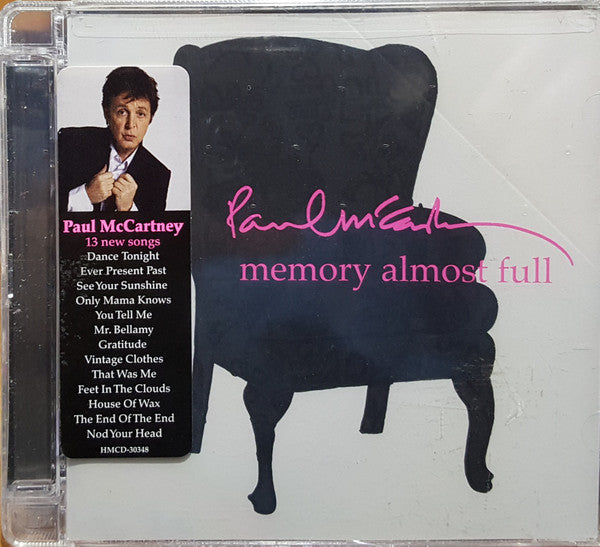 Paul McCartney
13 new songs
Dance Tonight
Ever Present Past
See Your Sunshine
Only Mama Knows
You Tell Me
Mr. Bellamy
Gratitude
Vintage Clothes
That Was Me
Feet In The Clouds
House Of Wax
The End Of The End
Nod Your Head
HMCD-30348
Paul McCartney
memory almost full